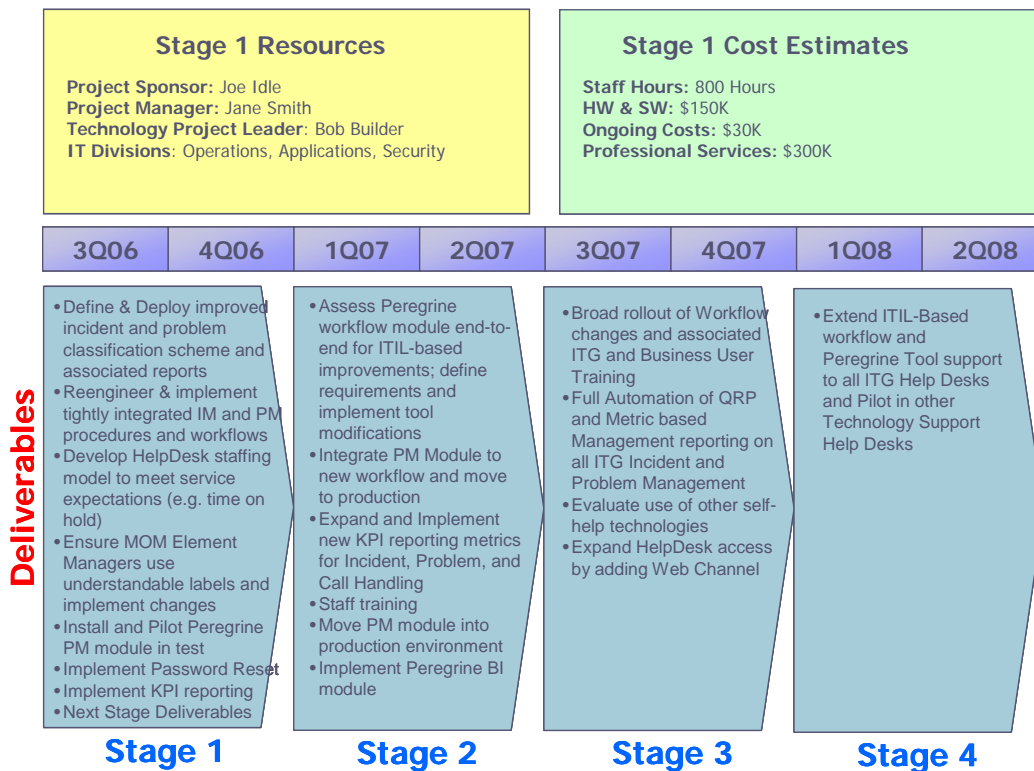 Stage 1 Resources
Project Sponsor: Joe Idle
Project Manager: Jane Smith
Technology Project Leader: Bob Builder
IT Divisions: Operations, Applications, Security
Stage 1 Cost Estimates
Staff Hours: 800 Hours
HW & SW: $150K
Ongoing Costs: $30K
Professional Services: $300K
3Q06 4Q06 1Q07 2Q07 3Q07 4Q07 1Q08 2Q08
Deliverables
•Define & Deploy improved
incident and problem
classification scheme and
associated reports
•Reengineer & implement
tightly integrated IM and PM
procedures and workflows
•Develop HelpDesk staffing
model to meet service
expectations (e.g. time on
hold)
•Ensure MOM Element
Managers use
understandable labels and
implement changes
•Install and Pilot Peregrine
PM module in test
•Implement Password Reset
•Implement KPI reporting
•Next Stage Deliverables
•Assess Peregrine
workflow module end-to-
end for ITIL-based
improvements; define
requirements and
implement tool
modifications
•Integrate PM Module to
new workflow and move
to production
•Expand and Implement
new KPI reporting metrics
for Incident, Problem, and
Call Handling
•Staff training
•Move PM module into
production environment
•Implement Peregrine BI
module
•Broad rollout of Workflow
changes and associated
ITG and Business User
Training
•Full Automation of QRP
and Metric based
Management reporting on
all ITG Incident and
Problem Management
•Evaluate use of other self-
help technologies
•Expand HelpDesk access
by adding Web Channel
•Extend ITIL-Based
workflow and
Peregrine Tool support
to all ITG Help Desks
and Pilot in other
Technology Support
Help Desks
Stage 1 Stage 2 Stage 3 Stage 4